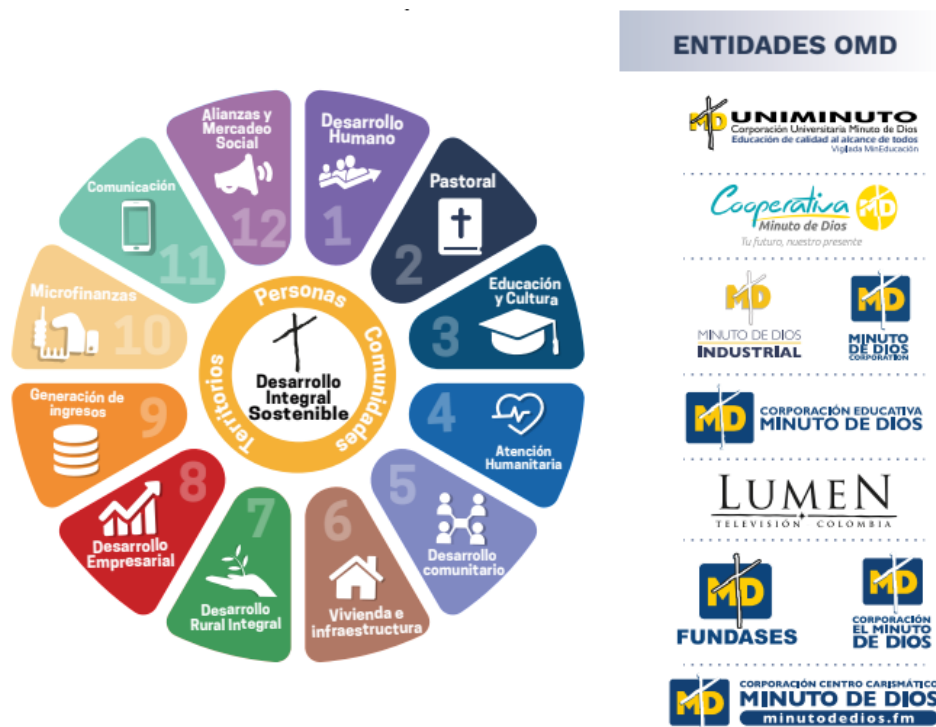 Alianzas y
Mercadeo
Social
12
Desarrollo
Humano
1
Pastoral
2
Educación
y Cultura
3
4
Atención
Humanitaria
5
Desarrollo
comunitario
6
Vivienda e
infraestructura
7
Desarrollo
Rural Integral
8
Desarrollo
Empresarial
Generación de
ingresos
9
Microfinanzas
10
Comunicación
11
Personas
Comunidades
Territorios
Desarrollo
Integral
Sostenible
ENTIDADES OMD
MD UNIMINUTO
Corporación Universitaria Minuto de Dios
Educación de calidad al alcance de todos
Vigilada MinEducación
Cooperativa MD
Minuto de Dios
Tu futuro, nuestro presente
MD
MINUTO DE DIOS
INDUSTRIAL
MD
MINUTO
DE DIOS
CORPORATION
MD CORPORACIÓN EDUCATIVA
MINUTO DE DIOS
LUMEN
TELEVISIÓN COLOMBIA
MD
FUNDASES
MD
CORPORACIÓN
EL MINUTO
DE DIOS
MD CORPORACIÓN CENTRO CARISMÁTICO
MINUTO DE DIOS
minutodedios.fm